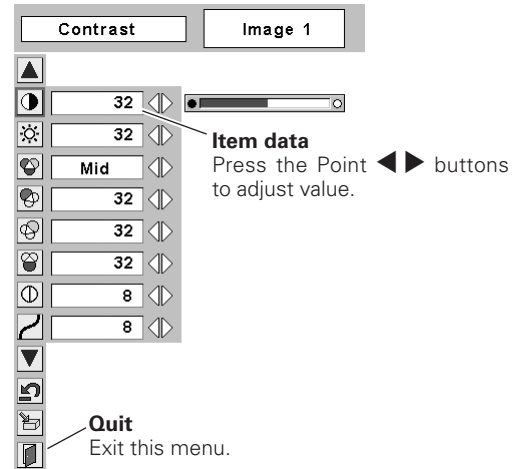 Contrast
Image 1
32
32
Item data
Mid
Press the Point ◀▶ buttons
to adjust value.
32
32
32
8
8
Quit
Exit this menu.